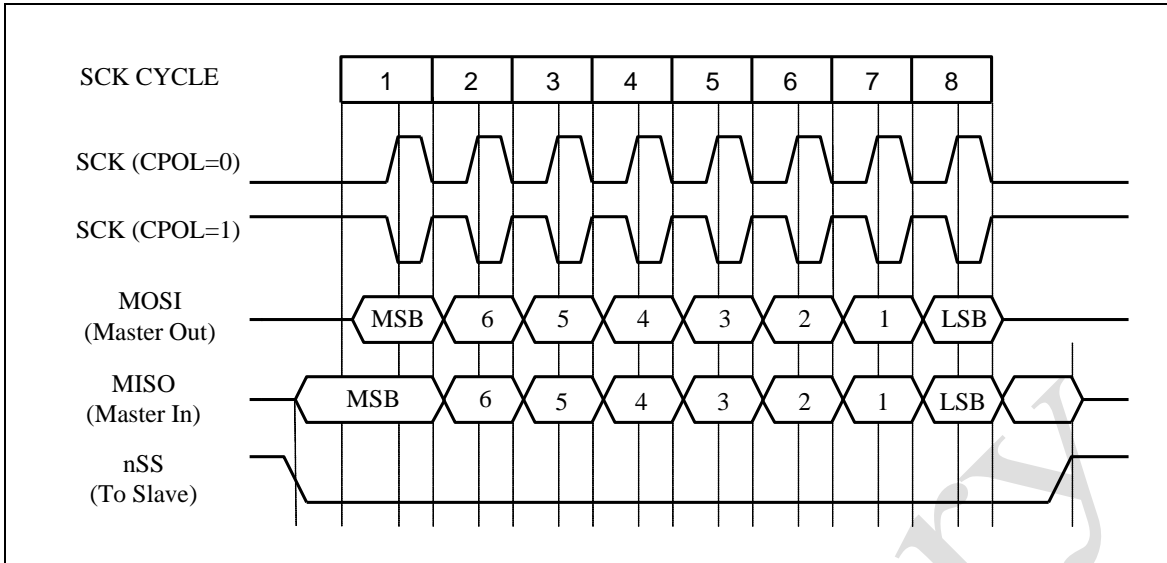 SCK CYCLE 1 2 3 4 5 6 7 8
SCK (CPOL=0)
SCK (CPOL=1)
MOSI
(Master Out)
MSB 6 5 4 3 2 1 LSB
MISO
(Master In)
MSB 6 5 4 3 2 1 LSB
nSS
(To Slave)
ry